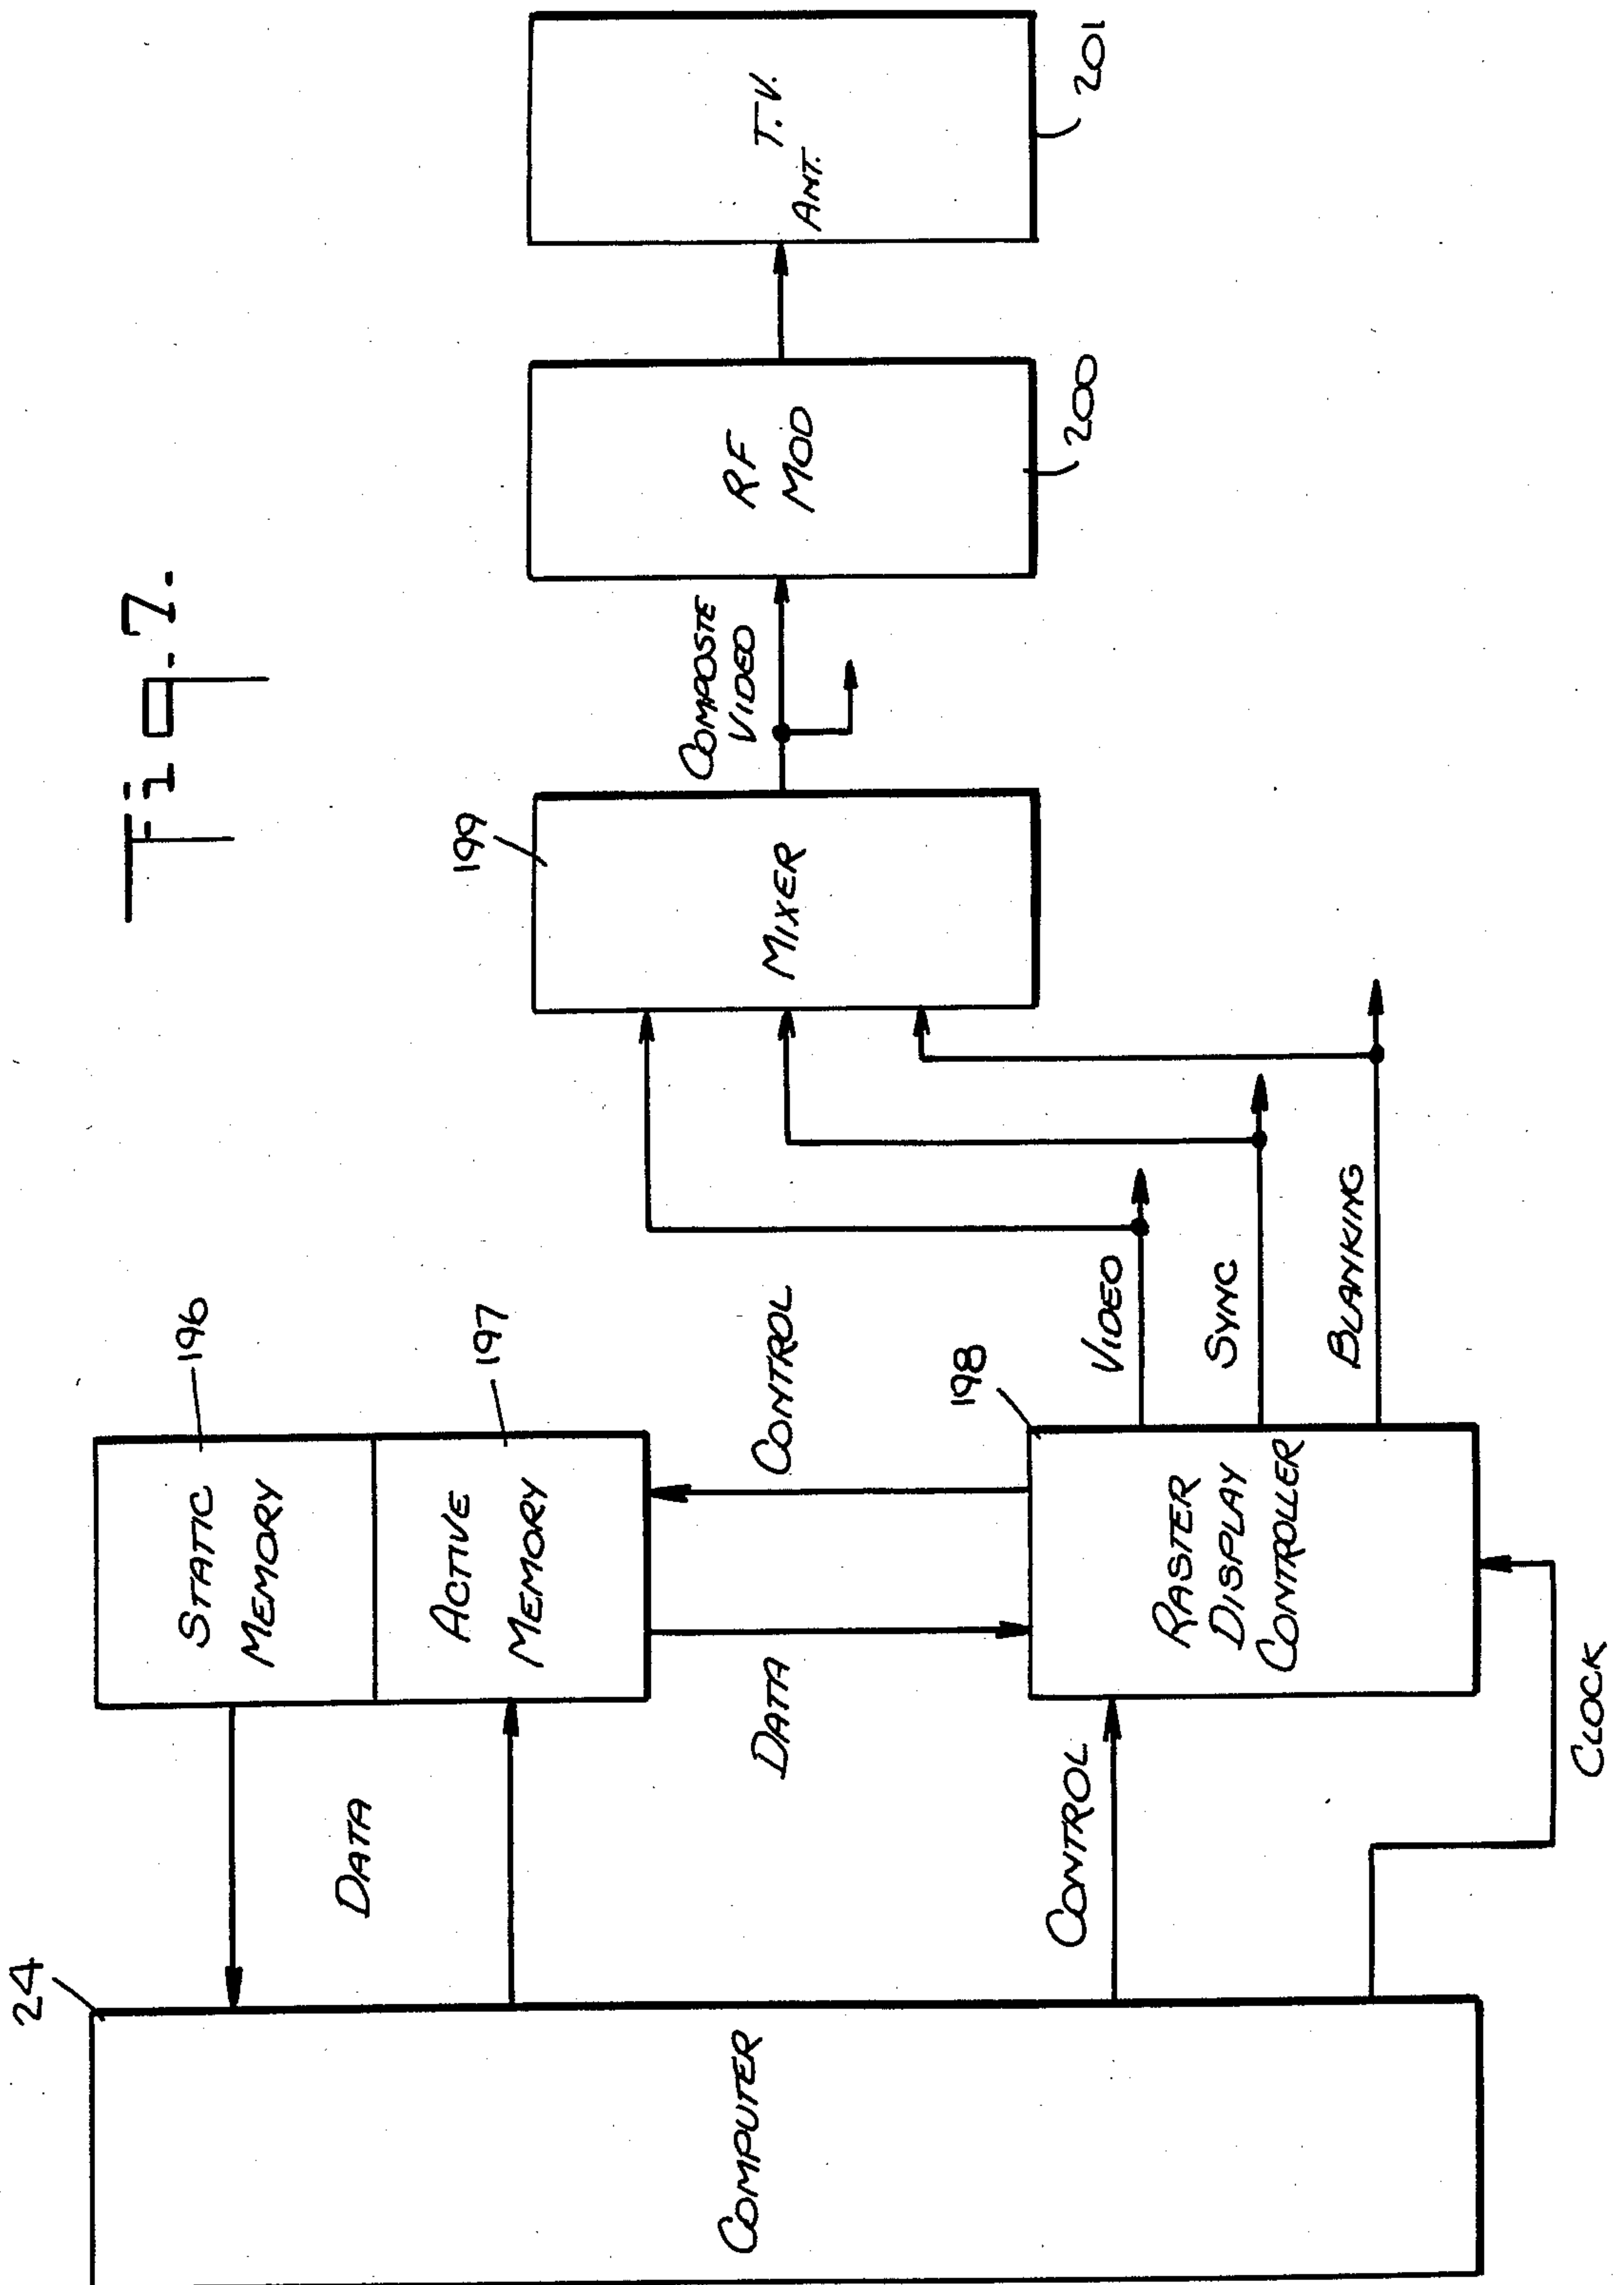 Fig. 7.
24
COMPUTER
DATA
CONTROL
CLOCK
196
STATIC
MEMORY
197
ACTIVE
MEMORY
DATA
CONTROL
198
RASTER
DISPLAY
CONTROLLER
VIDEO
SYNC
BLANKING
199
MIXER
COMPOSTE
VIDEO
RF
MOD
200
T.V.
ANT.
201